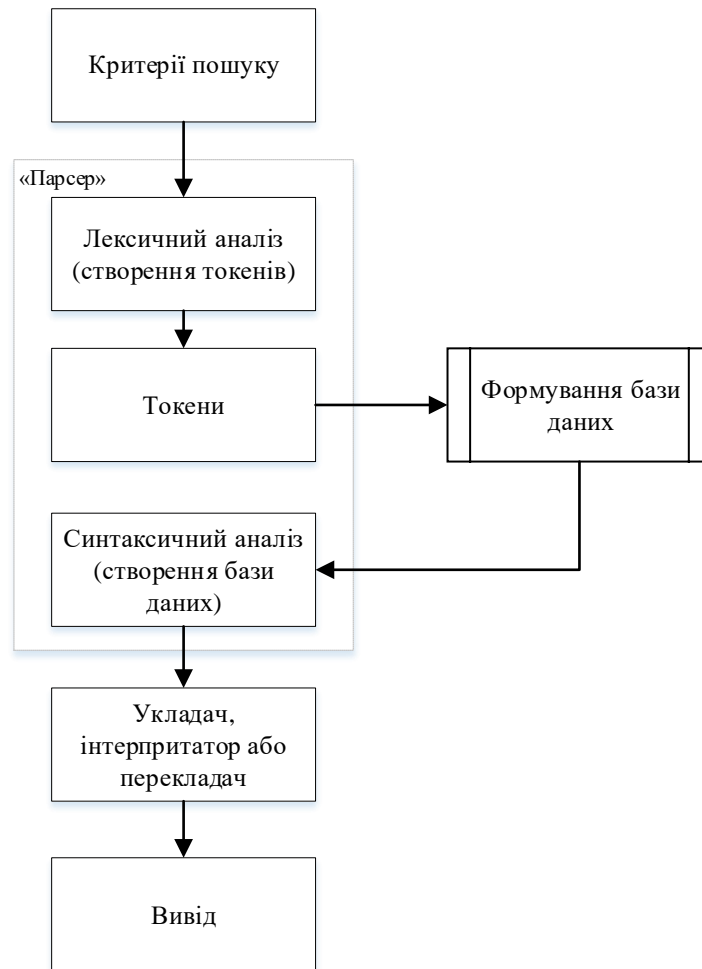 Критерії пошуку
«Парсер»
Лексичний аналіз
(створення токенів)
Токени
Формування бази
даних
Синтаксичний аналіз
(створення бази
даних)
Укладач,
інтерпритатор або
перекладач
Вивід